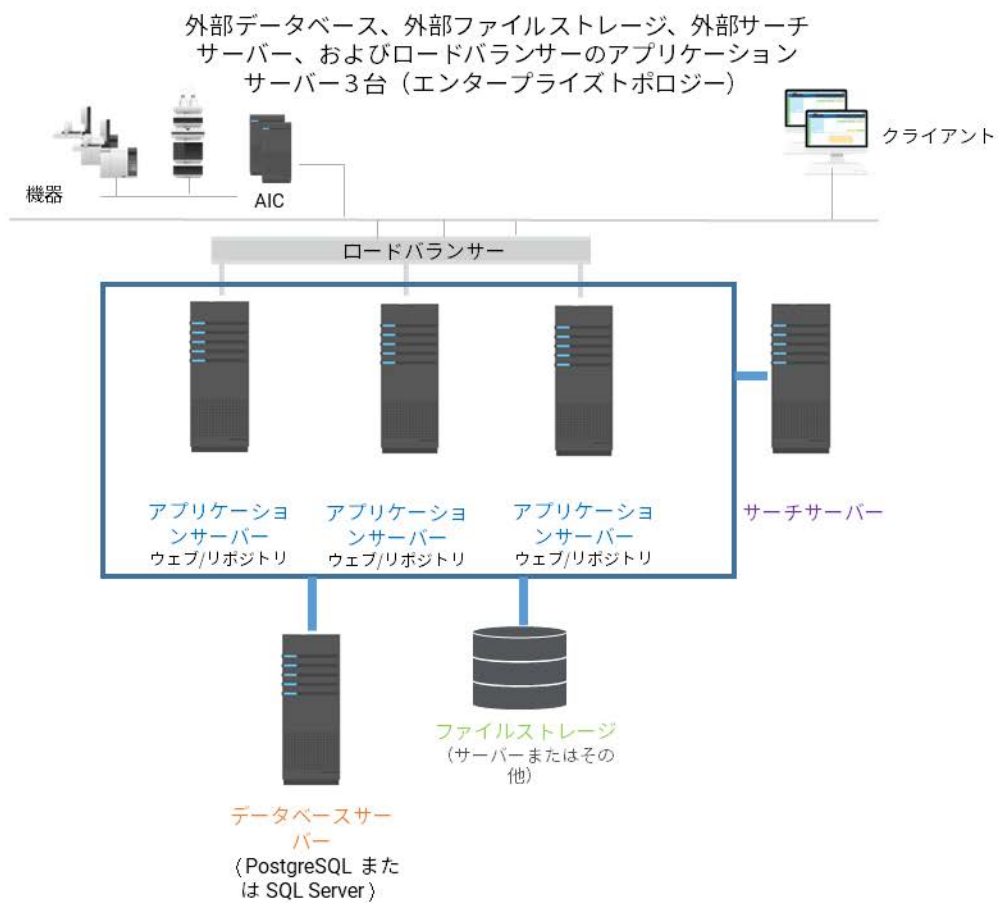 外部データベース、外部ファイルストレージ、外部サーチ
サーバー、およびロードバランサーのアプリケーション
サーバー３台（エンタープライズトポロジー）
クライアント
機器
AIC
ロードバランサー
アプリケーショ
ンサーバー
ウェブ/リポジトリ
アプリケーショ
ンサーバー
ウェブ/リポジトリ
アプリケーショ
ンサーバー
ウェブ/リポジトリ
サーチサーバー
ファイルストレージ
（サーバーまたはその
他）
データベースサー
バー
（PostgreSQL また
は SQL Server）